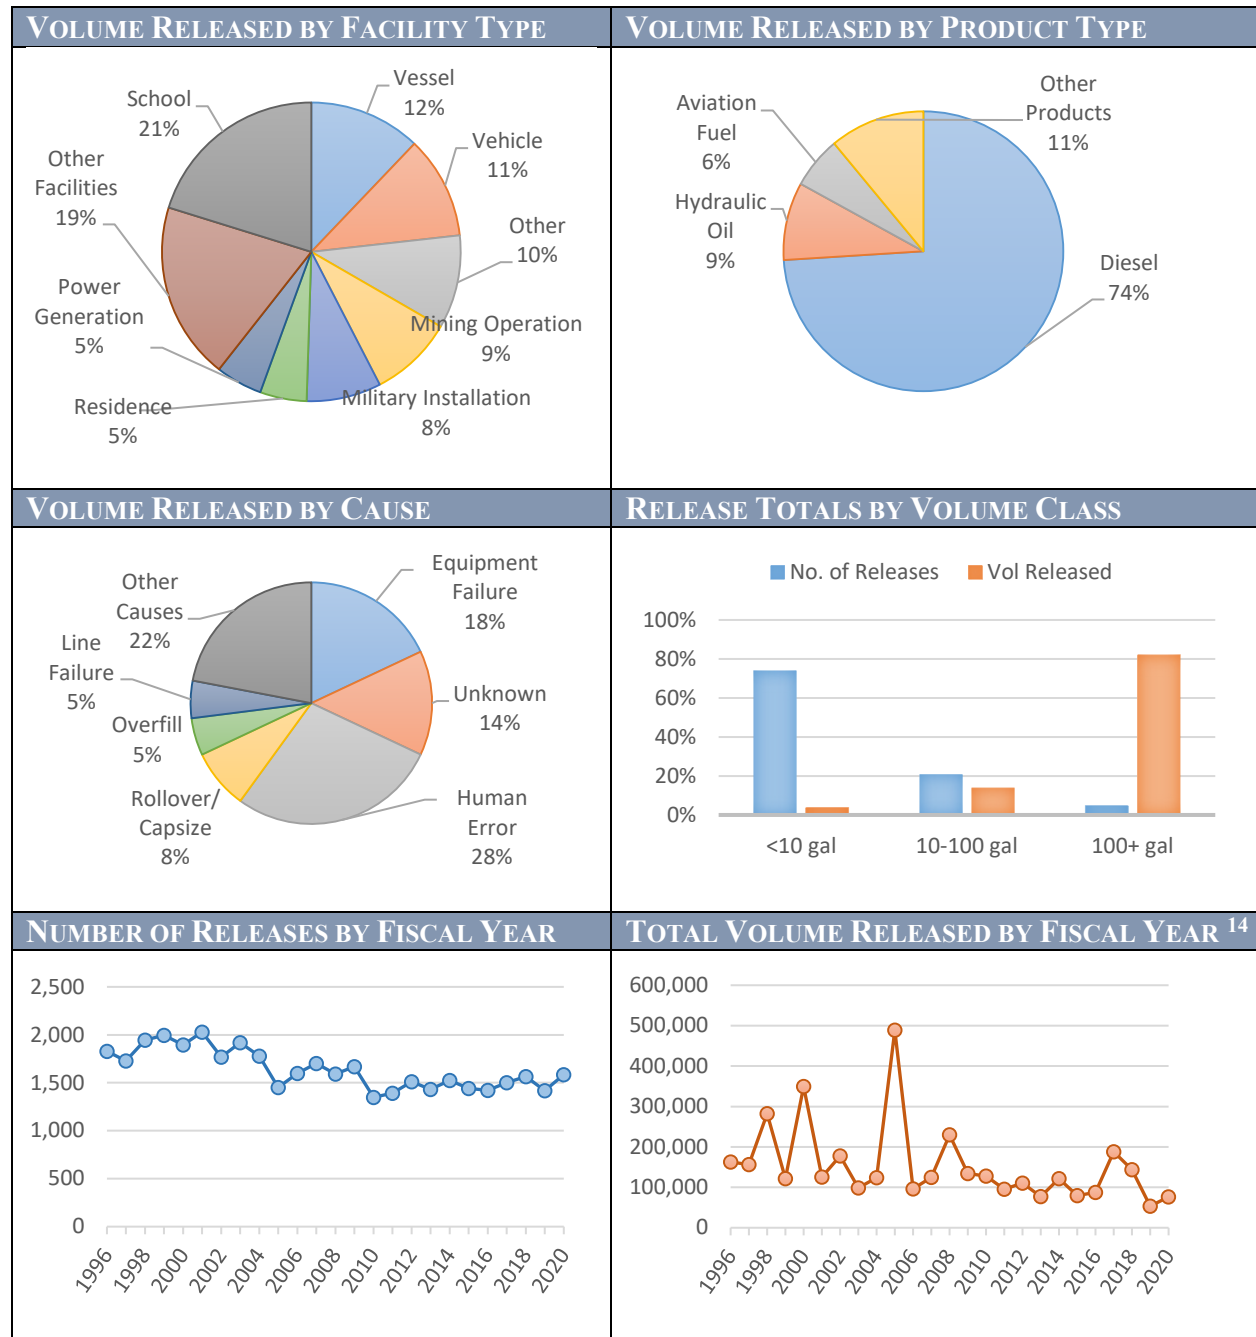 VOLUME RELEASED BY FACILITY TYPE
Vessel
12%
Vehicle
11%
Other
10%
Mining Operation
9%
Military Installation
8%
Residence
5%
Power
Generation
5%
Other
Facilities
19%
School
21%
VOLUME RELEASED BY PRODUCT TYPE
Other
Products
11%
Aviation
Fuel
6%
Hydraulic
Oil
9%
Diesel
74%
VOLUME RELEASED BY CAUSE
Equipment
Failure
18%
Unknown
14%
Human
Error
28%
Rollover/
Capsize
8%
Overfill
5%
Line
Failure
5%
Other
Causes
22%
RELEASE TOTALS BY VOLUME CLASS
No. of Releases
Vol Released
100%
80%
60%
40%
20%
0%
<10 gal
10-100 gal
100+ gal
NUMBER OF RELEASES BY FISCAL YEAR
2,500
2,000
1,500
1,000
500
0
1996
1998
2000
2002
2004
2006
2008
2010
2012
2014
2016
2018
2020
TOTAL VOLUME RELEASED BY FISCAL YEAR 14
600,000
500,000
400,000
300,000
200,000
100,000
0
1996
1998
2000
2002
2004
2006
2008
2010
2012
2014
2016
2018
2020